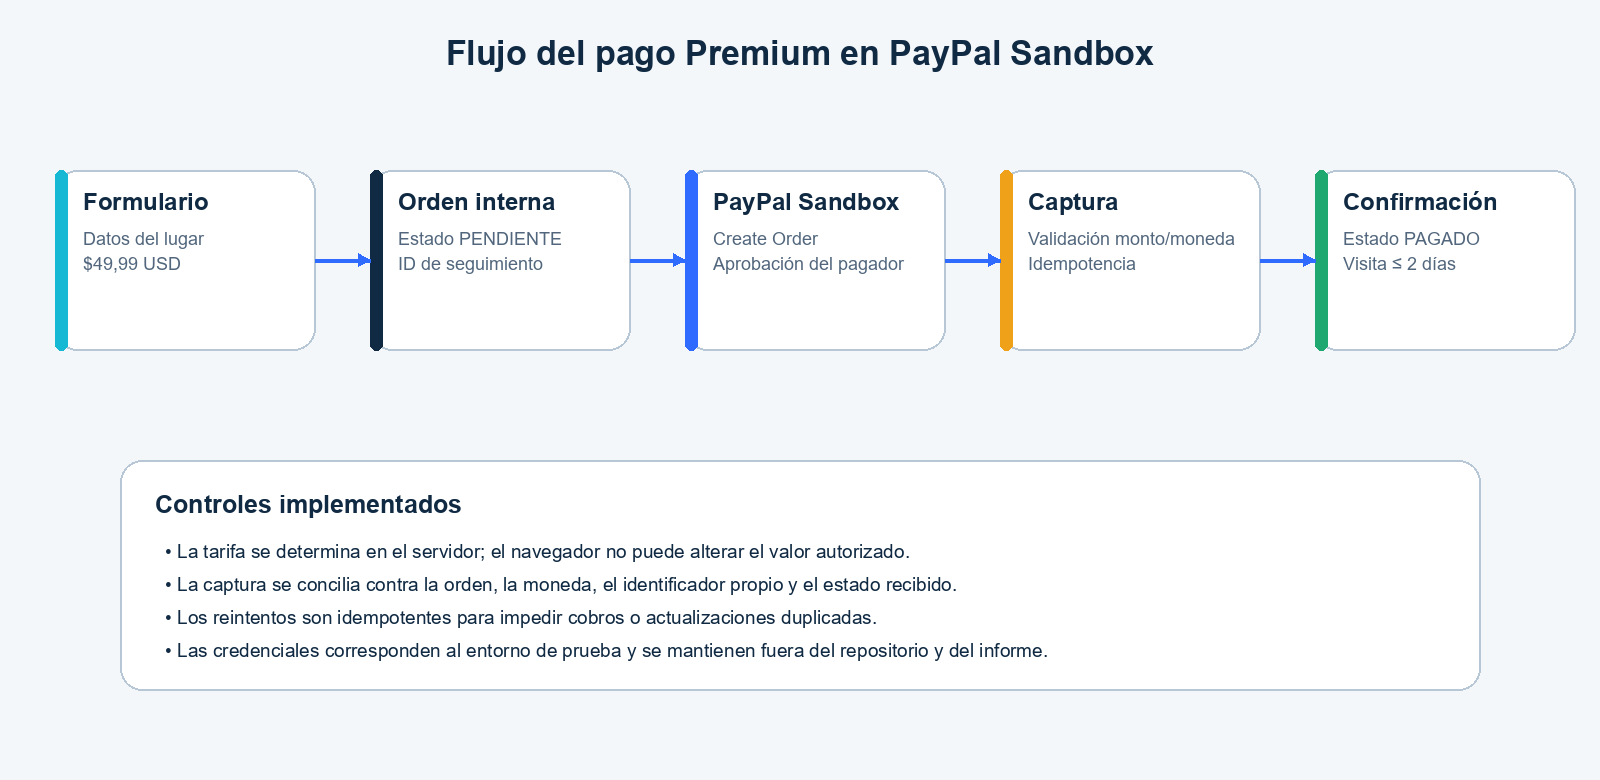 Flujo del pago Premium en PayPal Sandbox
Formulario
Datos del lugar
$49,99 USD
Orden interna
Estado PENDIENTE
ID de seguimiento
PayPal Sandbox
Create Order
Aprobación del pagador
Captura
Validación monto/moneda
Idempotencia
Confirmación
Estado PAGADO
Visita ≤ 2 días
Controles implementados
• La tarifa se determina en el servidor; el navegador no puede alterar el valor autorizado.
• La captura se concilia contra la orden, la moneda, el identificador propio y el estado recibido.
• Los reintentos son idempotentes para impedir cobros o actualizaciones duplicadas.
• Las credenciales corresponden al entorno de prueba y se mantienen fuera del repositorio y del informe.